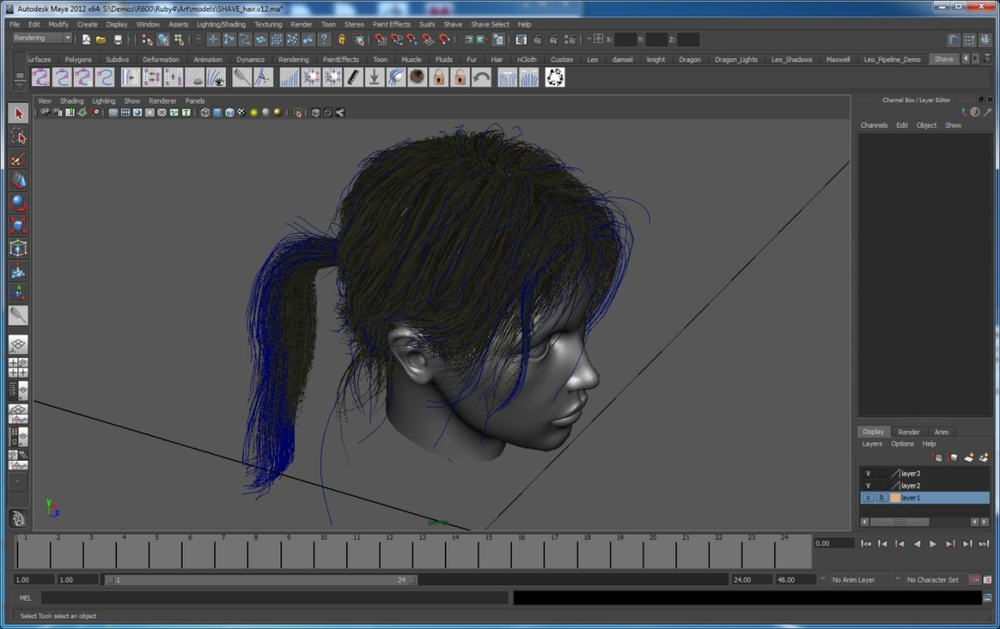 Autodesk Maya 2012 x64: S:\Demos\R600\Ruby4\Art\models\SHAVE_hair.v12.ma*
File Edit Modify Create Display Window Assets Lighting/Shading Texturing Render Toon Stereo Paint Effects Sushi Shave Shave Select Help
Rendering X: Y: Z:
urfaces Polygons Subdivs Deformation Animation Dynamics Rendering PaintEffects Toon Muscle Fluids Fur Hair nCloth Custom Leo damsel knight Dragon Dragon_Lights Leo_Shadows Maxwell Leo_Pipeline_Demo Shave
View Shading Lighting Show Renderer Panels
Channel Box / Layer Editor
Channels Edit Object Show
Display Render Anim
Layers Options Help
V layer3
V layer2
V R layer1
y z
persp
1 2 3 4 5 6 7 8 9 10 11 12 13 14 15 16 17 18 19 20 21 22 23 24 0.00
1.00 1.00 1 24 24.00 48.00 No Anim Layer No Character Set
MEL
Select Tool: select an object